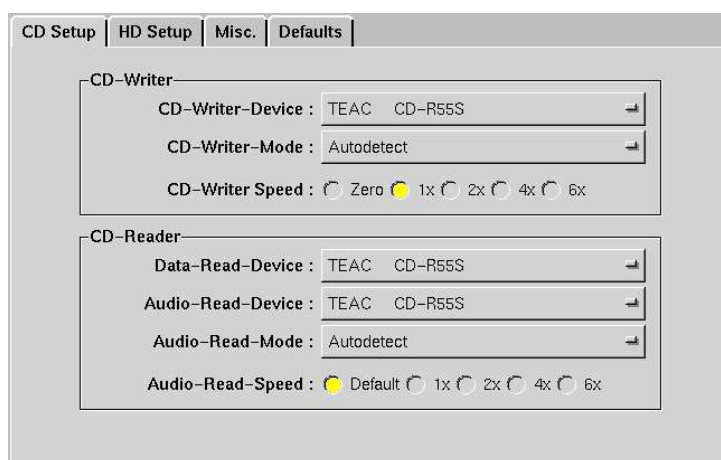 CD Setup HD Setup Misc. Defaults
CD-Writer
CD-Writer-Device : TEAC CD-R55S
CD-Writer-Mode : Autodetect
CD-Writer Speed : Zero 1x 2x 4x 6x
CD-Reader
Data-Read-Device : TEAC CD-R55S
Audio-Read-Device : TEAC CD-R55S
Audio-Read-Mode : Autodetect
Audio-Read-Speed : Default 1x 2x 4x 6x